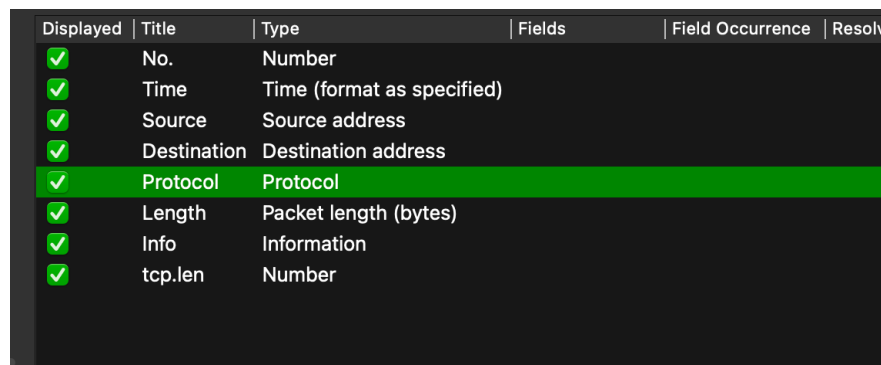 Displayed Title Type Fields Field Occurrence Resolv
No. Number
Time Time (format as specified)
Source Source address
Destination Destination address
Protocol Protocol
Length Packet length (bytes)
Info Information
tcp.len Number